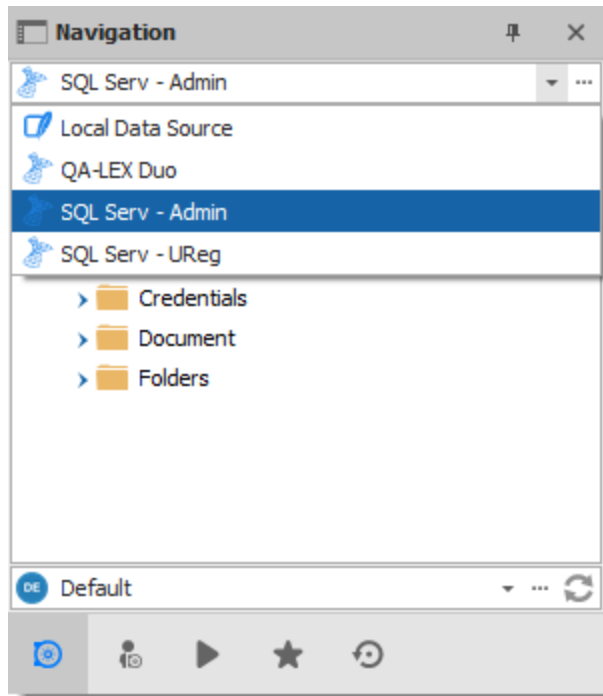 Navigation
SQL Serv - Admin
Local Data Source
QA-LEX Duo
SQL Serv - Admin
SQL Serv - UReg
Credentials
Document
Folders
DE Default